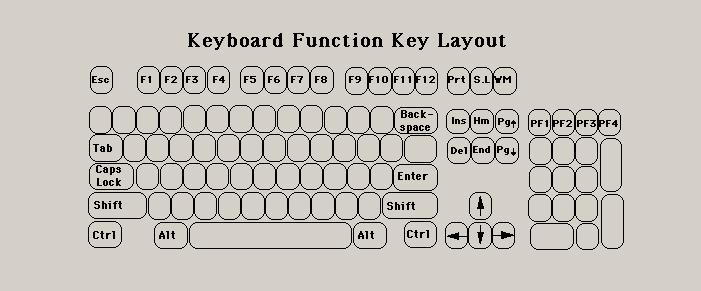 Keyboard Function Key Layout
Esc F1 F2 F3 F4 F5 F6 F7 F8 F9 F10 F11 F12 Prt S.L WM
Back-
space Ins Hm Pg PF1 PF2 PF3 PF4
Tab Del End Pg
Caps
Lock Enter
Shift Shift
Ctrl Alt Alt Ctrl